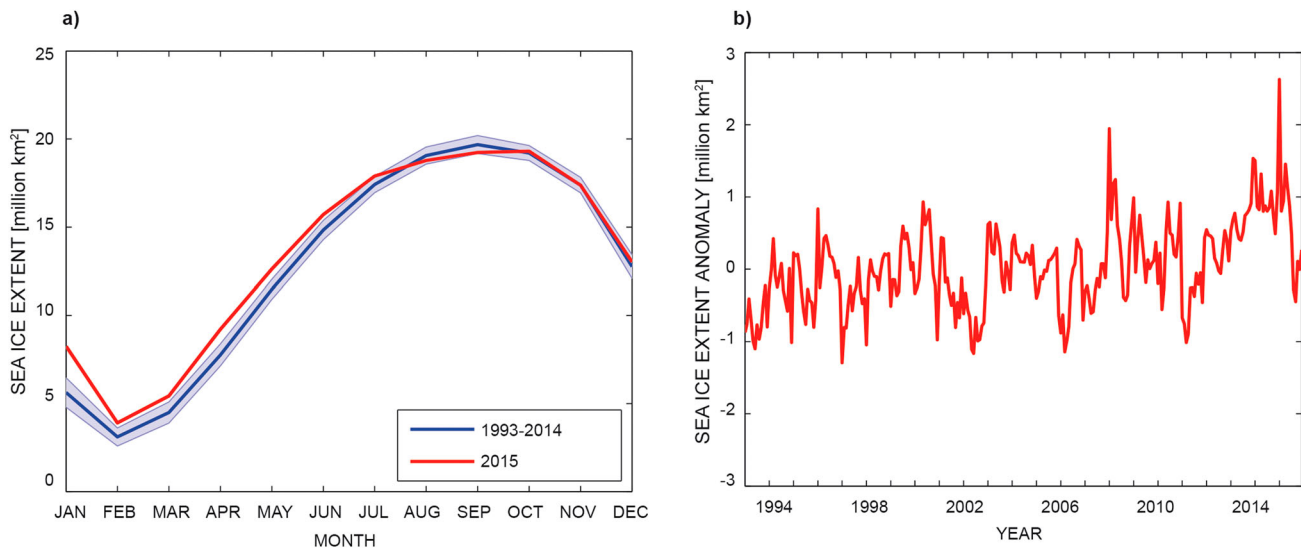 a)
25
20
15
10
5
0
SEA ICE EXTENT [million km²]
JAN FEB MAR APR MAY JUN JUL AUG SEP OCT NOV DEC
MONTH
1993-2014
2015
b)
3
2
1
0
-1
-2
-3
SEA ICE EXTENT ANOMALY [million km²]
1994 1998 2002 2006 2010 2014
YEAR